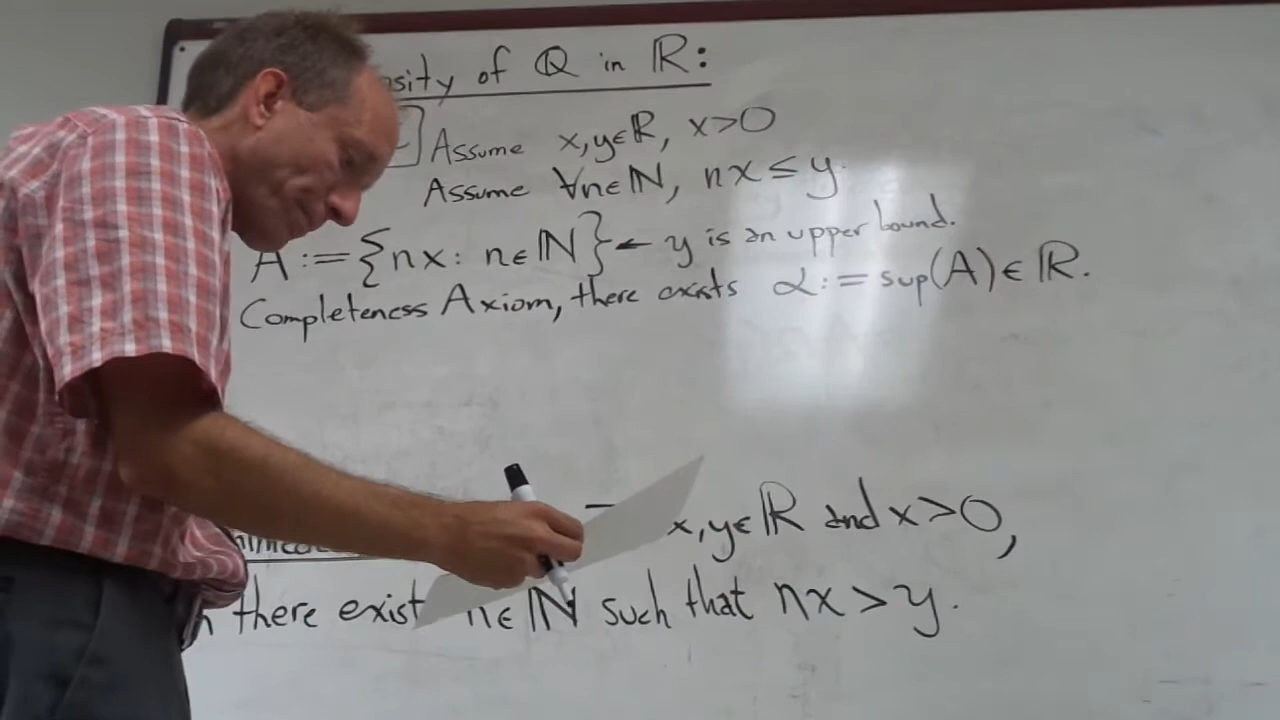 of ℚ in ℝ:
Assume x,y∈ℝ, x>0
Assume ∀n∈ℕ, nx≤y.
A:={nx: n∈ℕ}← y is an upper bound.
Completeness Axiom, there exists α:=sup(A)∈ℝ.
x,y∈ℝ and x>0,
there exist n∈ℕ such that nx>y.